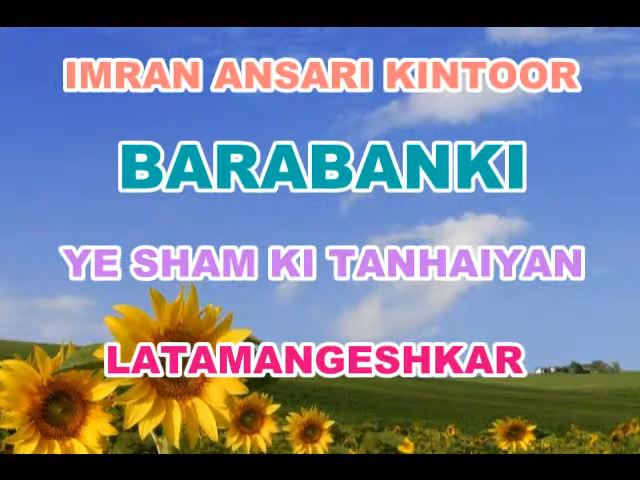 IMRAN ANSARI KINTOOR
BARABANKI
YE SHAM KI TANHAIYAN
LATAMANGESHKAR